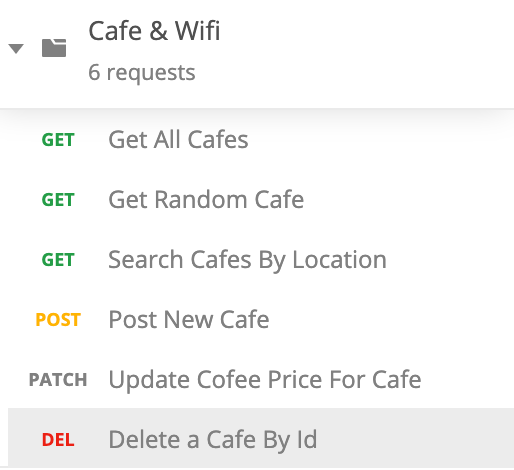 Cafe & Wifi
6 requests
GET Get All Cafes
GET Get Random Cafe
GET Search Cafes By Location
POST Post New Cafe
PATCH Update Cofee Price For Cafe
DEL Delete a Cafe By Id